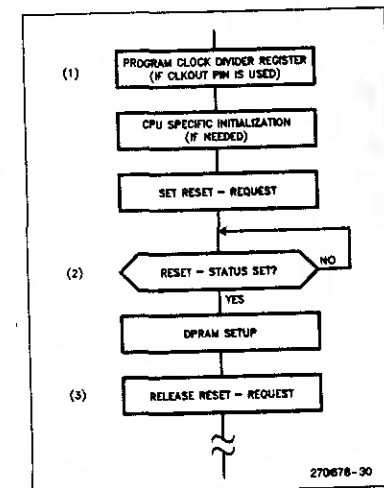 (1)
PROGRAM CLOCK DIVIDER REGISTER
(IF CLKOUT PIN IS USED)
CPU SPECIFIC INITIALIZATION
(IF NEEDED)
SET RESET – REQUEST
(2)
RESET – STATUS SET?
NO
YES
DPRAM SETUP
(3)
RELEASE RESET – REQUEST
270678-30